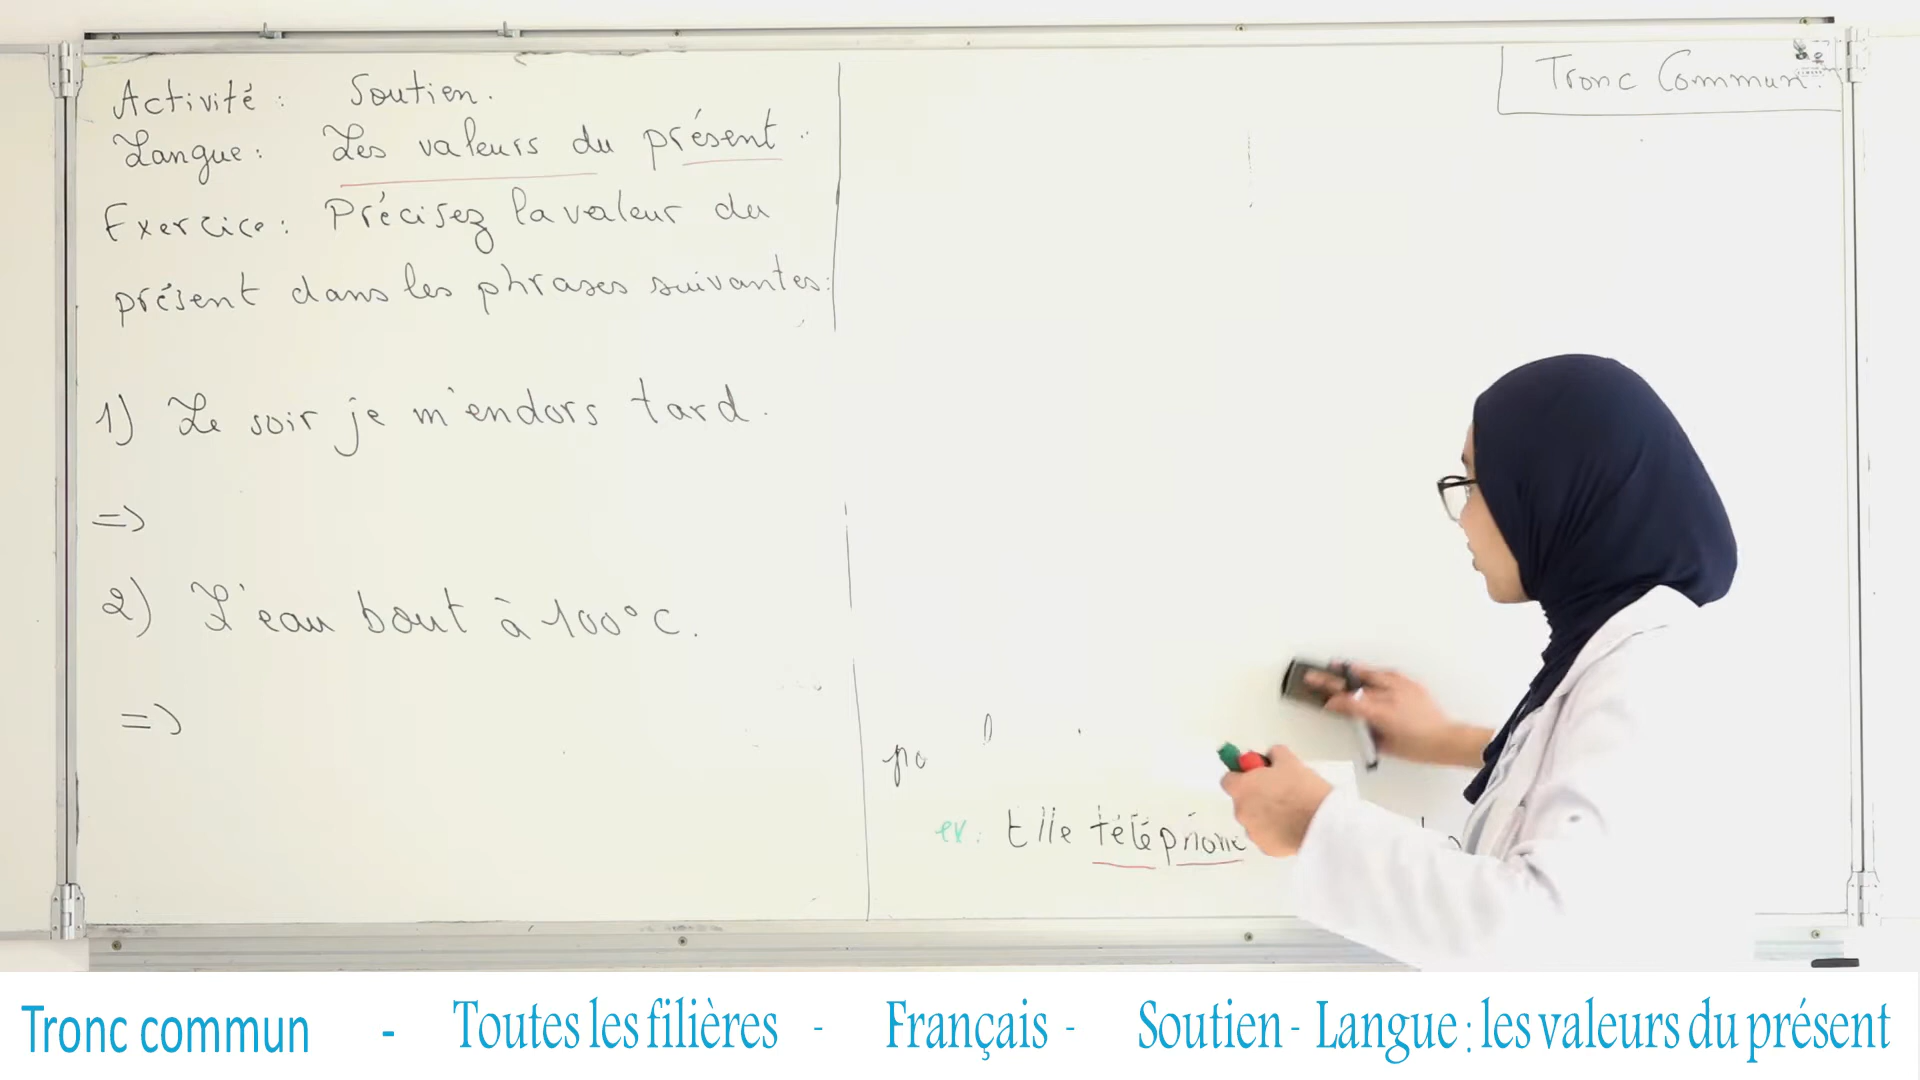 Activité : Soutien.
Langue : Les valeurs du présent.
Exercice : Précisez la valeur du
présent dans les phrases suivantes :
1) Le soir je m'endors tard.
=>
2) L'eau bout à 100°C.
=>
Tronc Commun.
ex : Elle téléphone
Tronc commun - Toutes les filières - Français - Soutien - Langue : les valeurs du présent